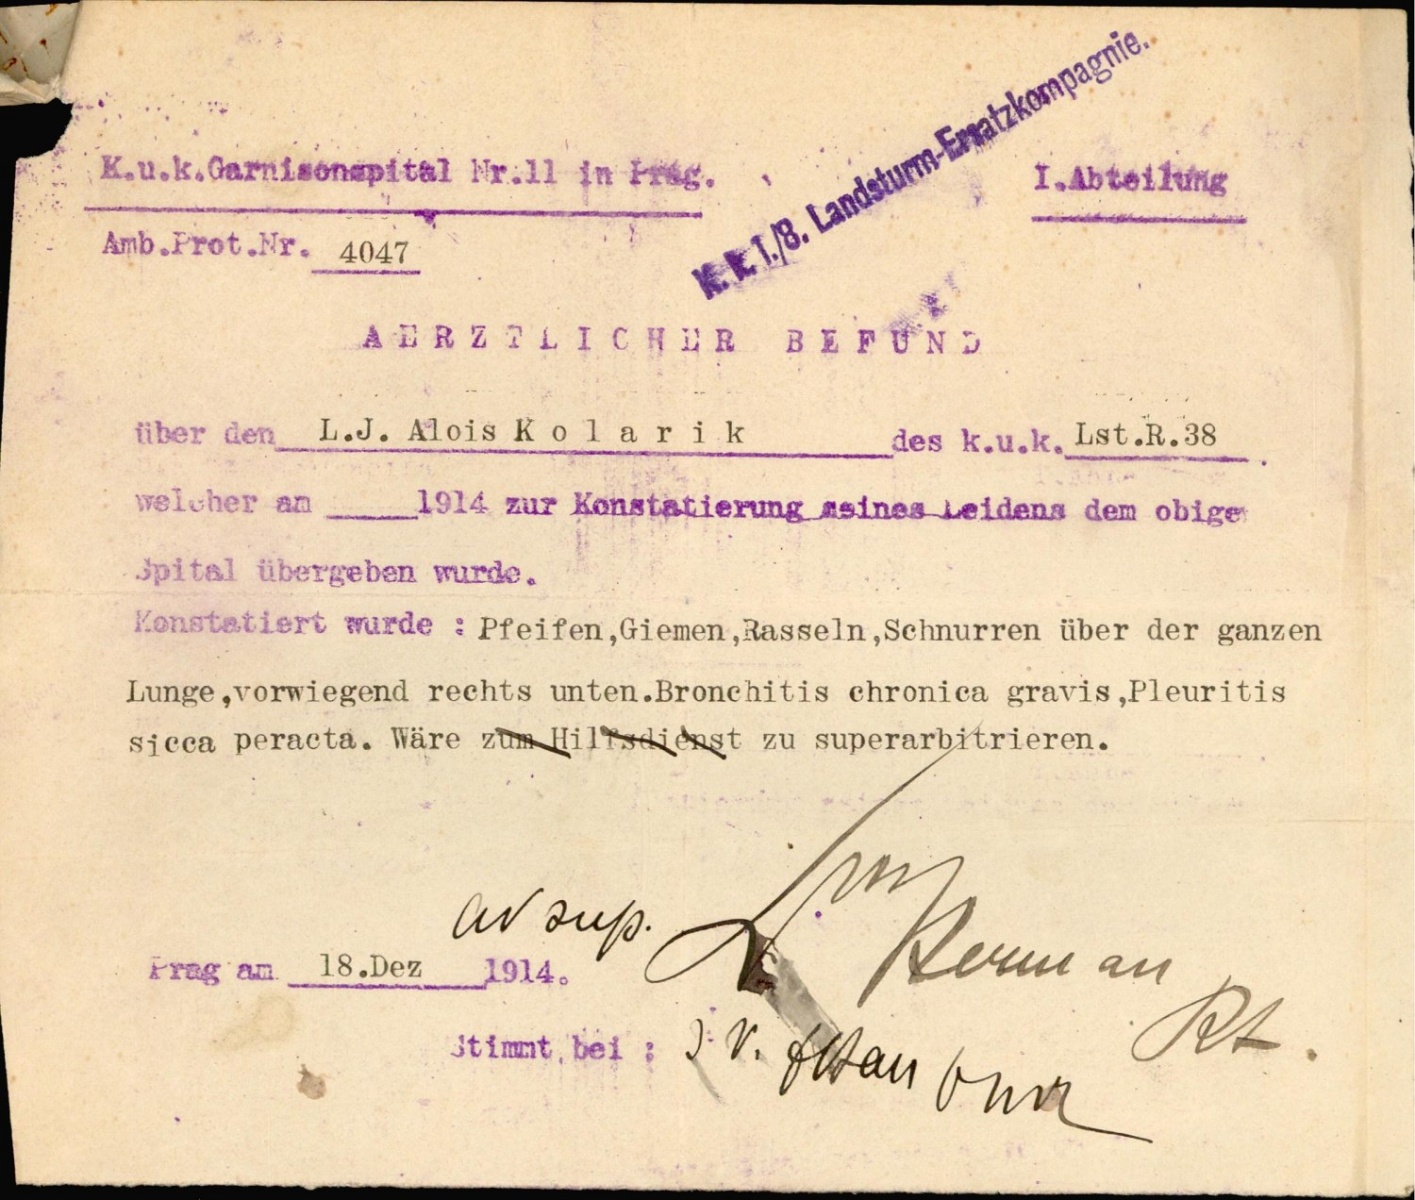 K.k. 1./8. Landsturm-Ersatzkompagnie.
K.u.k.Garnisonspital Nr.11 in Prag.
I.Abteilung
Amb.Prot.Nr. 4047
AERZTLICHER BEFUND
über den L.J. Alois Kolarik des k.u.k. Lst.R.38.
welcher am ____1914 zur Konstatierung seines Leidens dem obige
Spital übergeben wurde.
Konstatiert wurde : Pfeifen,Giemen,Rasseln,Schnurren über der ganzen
Lunge,vorwiegend rechts unten.Bronchitis chronica gravis,Pleuritis
sicca peracta. Wäre zum Hilfsdienst zu superarbitrieren.
ad sup.
Prag am 18.Dez 1914.
Stimmt bei :